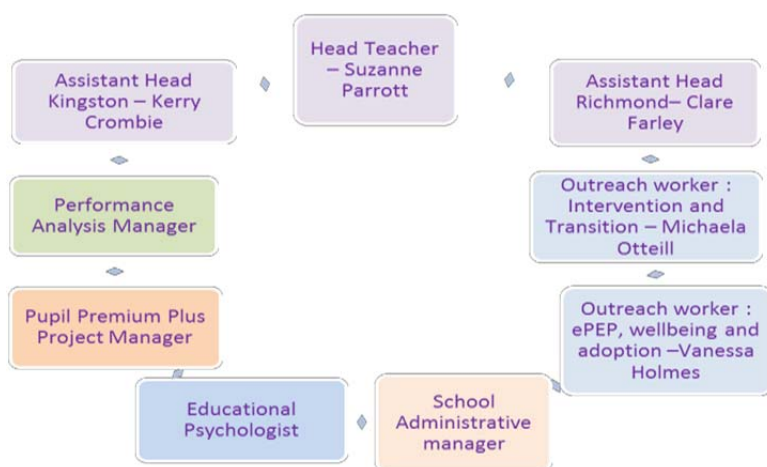 Head Teacher
– Suzanne
Parrott
Assistant Head
Kingston – Kerry
Crombie
Assistant Head
Richmond– Clare
Farley
Performance
Analysis Manager
Outreach worker :
Intervention and
Transition – Michaela
Otteill
Pupil Premium Plus
Project Manager
Outreach worker :
ePEP, wellbeing and
adoption –Vanessa
Holmes
Educational
Psychologist
School
Administrative
manager